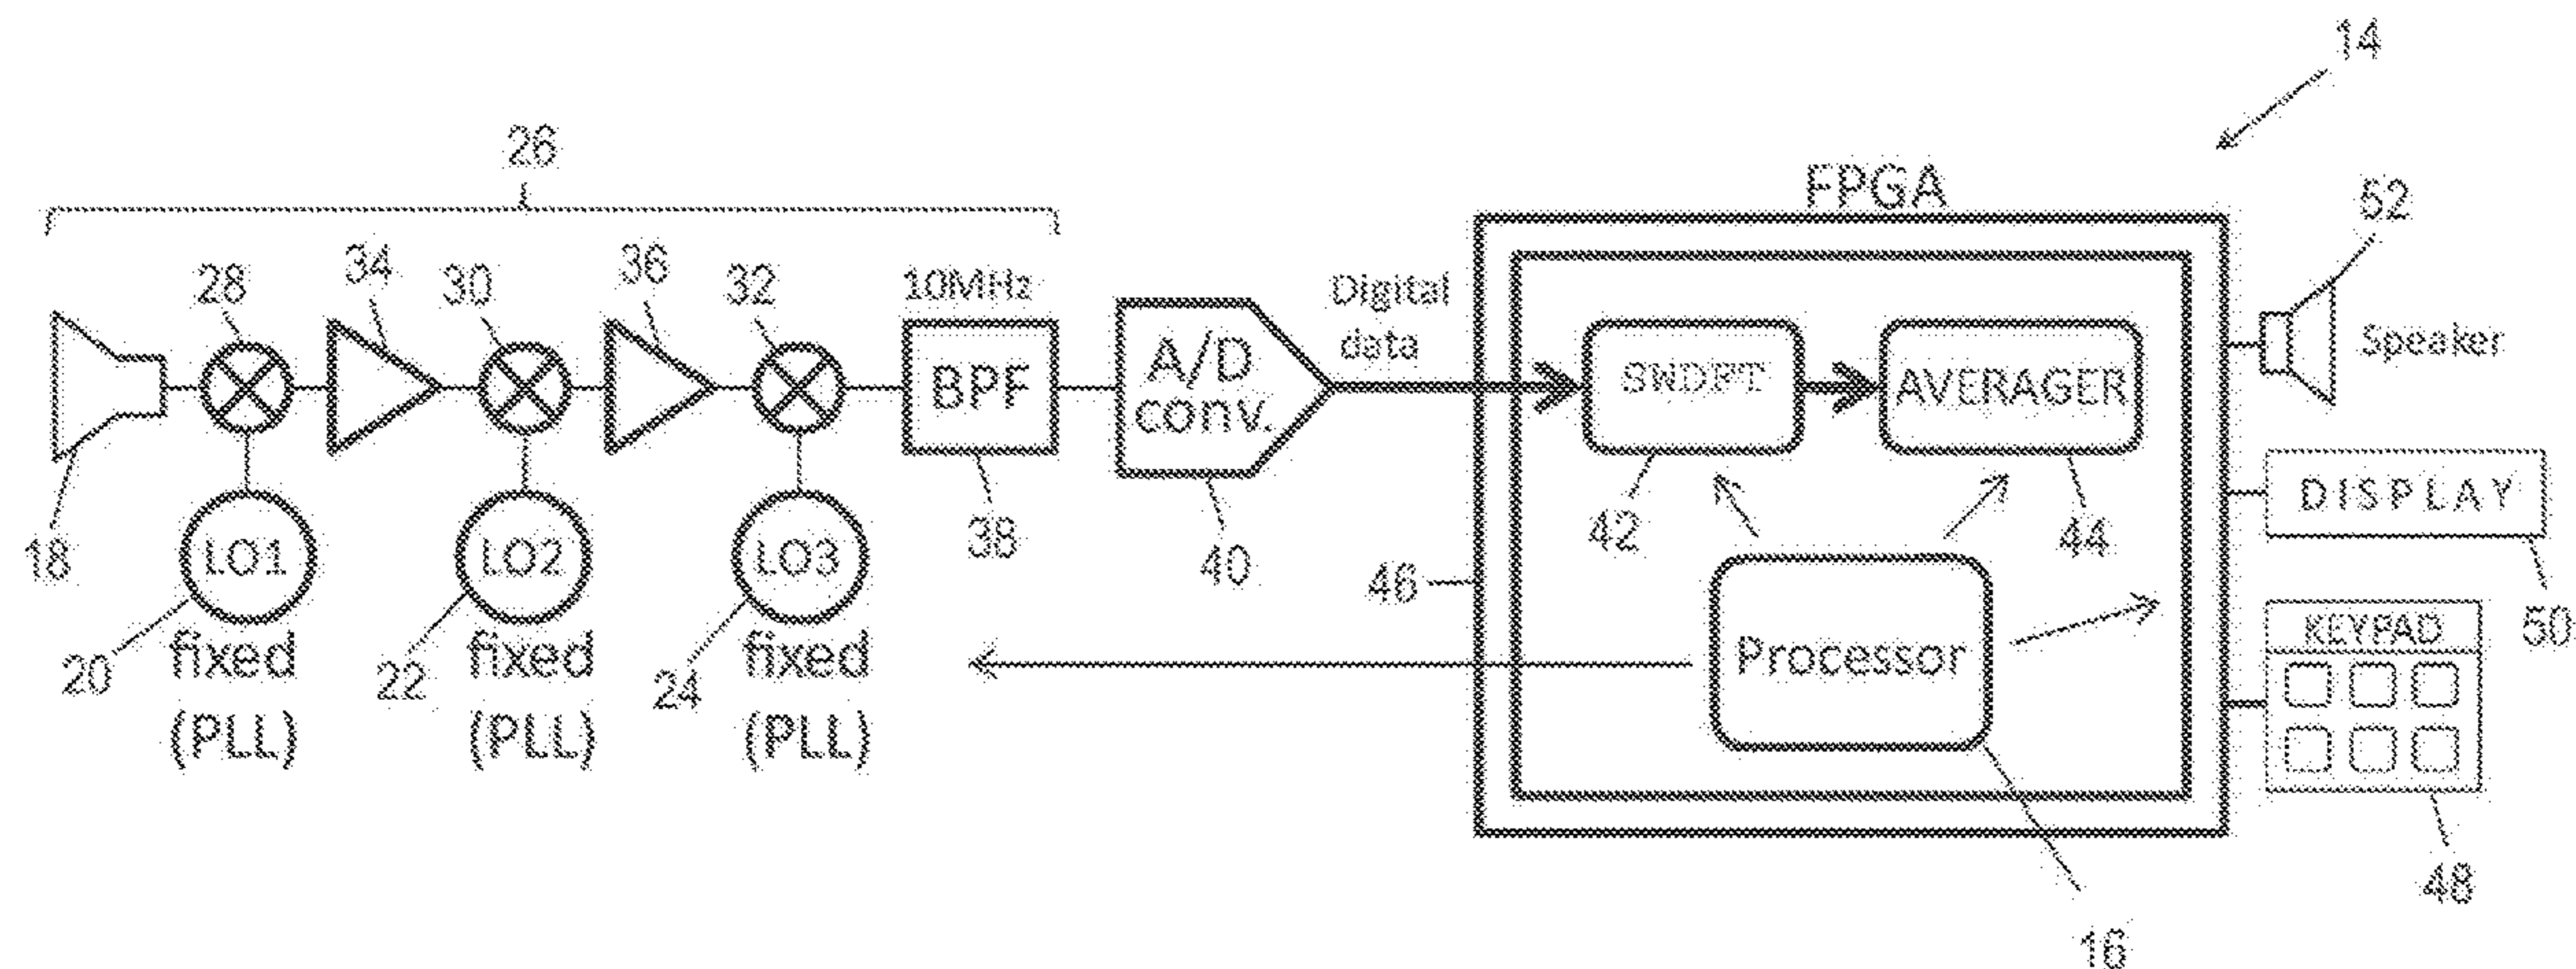 14
26
FPGA
52
28
34
30
36
32
10MHz
Digital
data
BPF
A/D
conv.
SWDFT
AVERAGER
Speaker
DISPLAY
18
LO1
LO2
LO3
38
40
42
44
46
20
fixed
(PLL)
22
fixed
(PLL)
24
fixed
(PLL)
Processor
50
KEYPAD
48
16